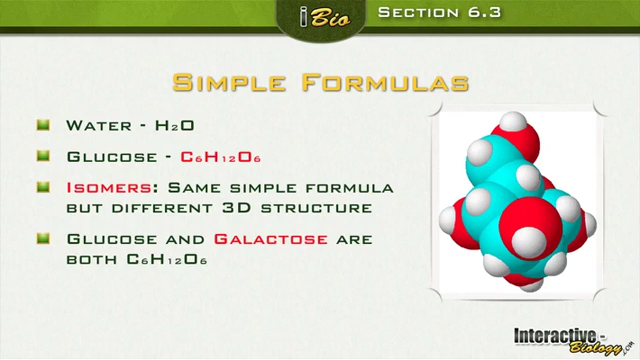 iBio
Section 6.3
Simple Formulas
Water - H₂O
Glucose - C₆H₁₂O₆
Isomers: Same simple formula
but different 3D structure
Glucose and Galactose are
both C₆H₁₂O₆
Interactive-
Biology.com